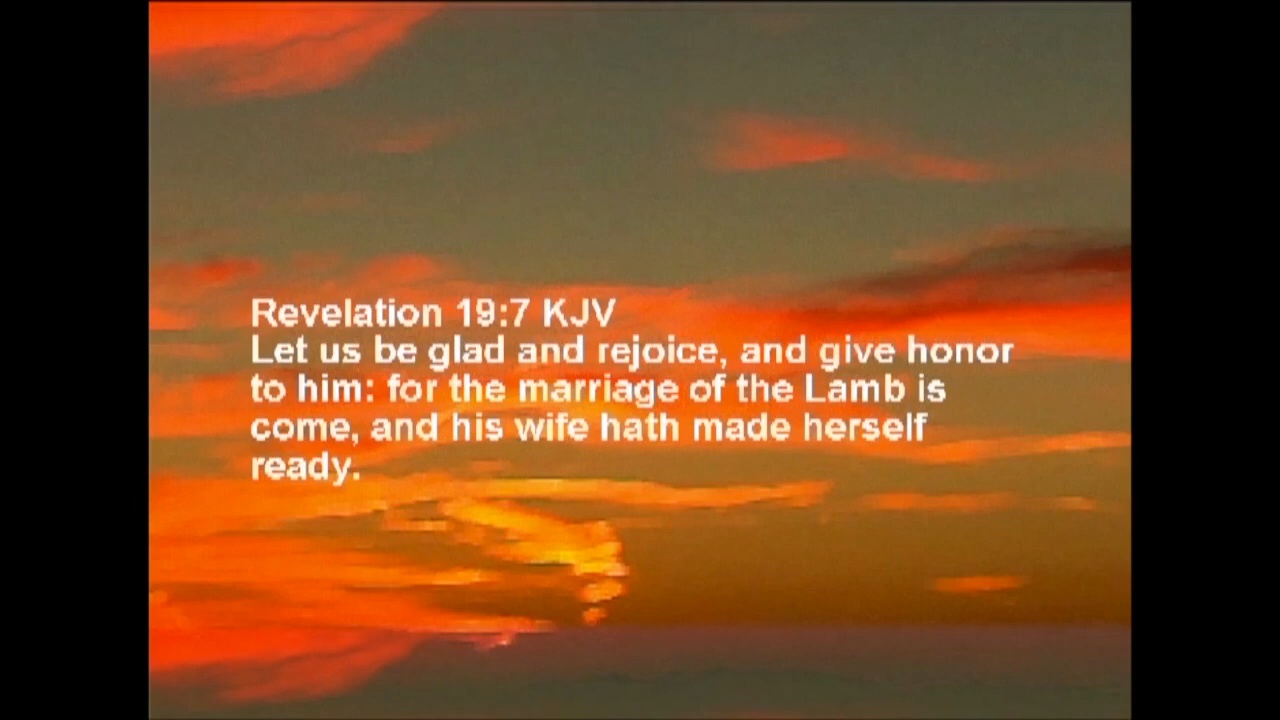 Revelation 19:7 KJV
Let us be glad and rejoice, and give honor
to him: for the marriage of the Lamb is
come, and his wife hath made herself
ready.